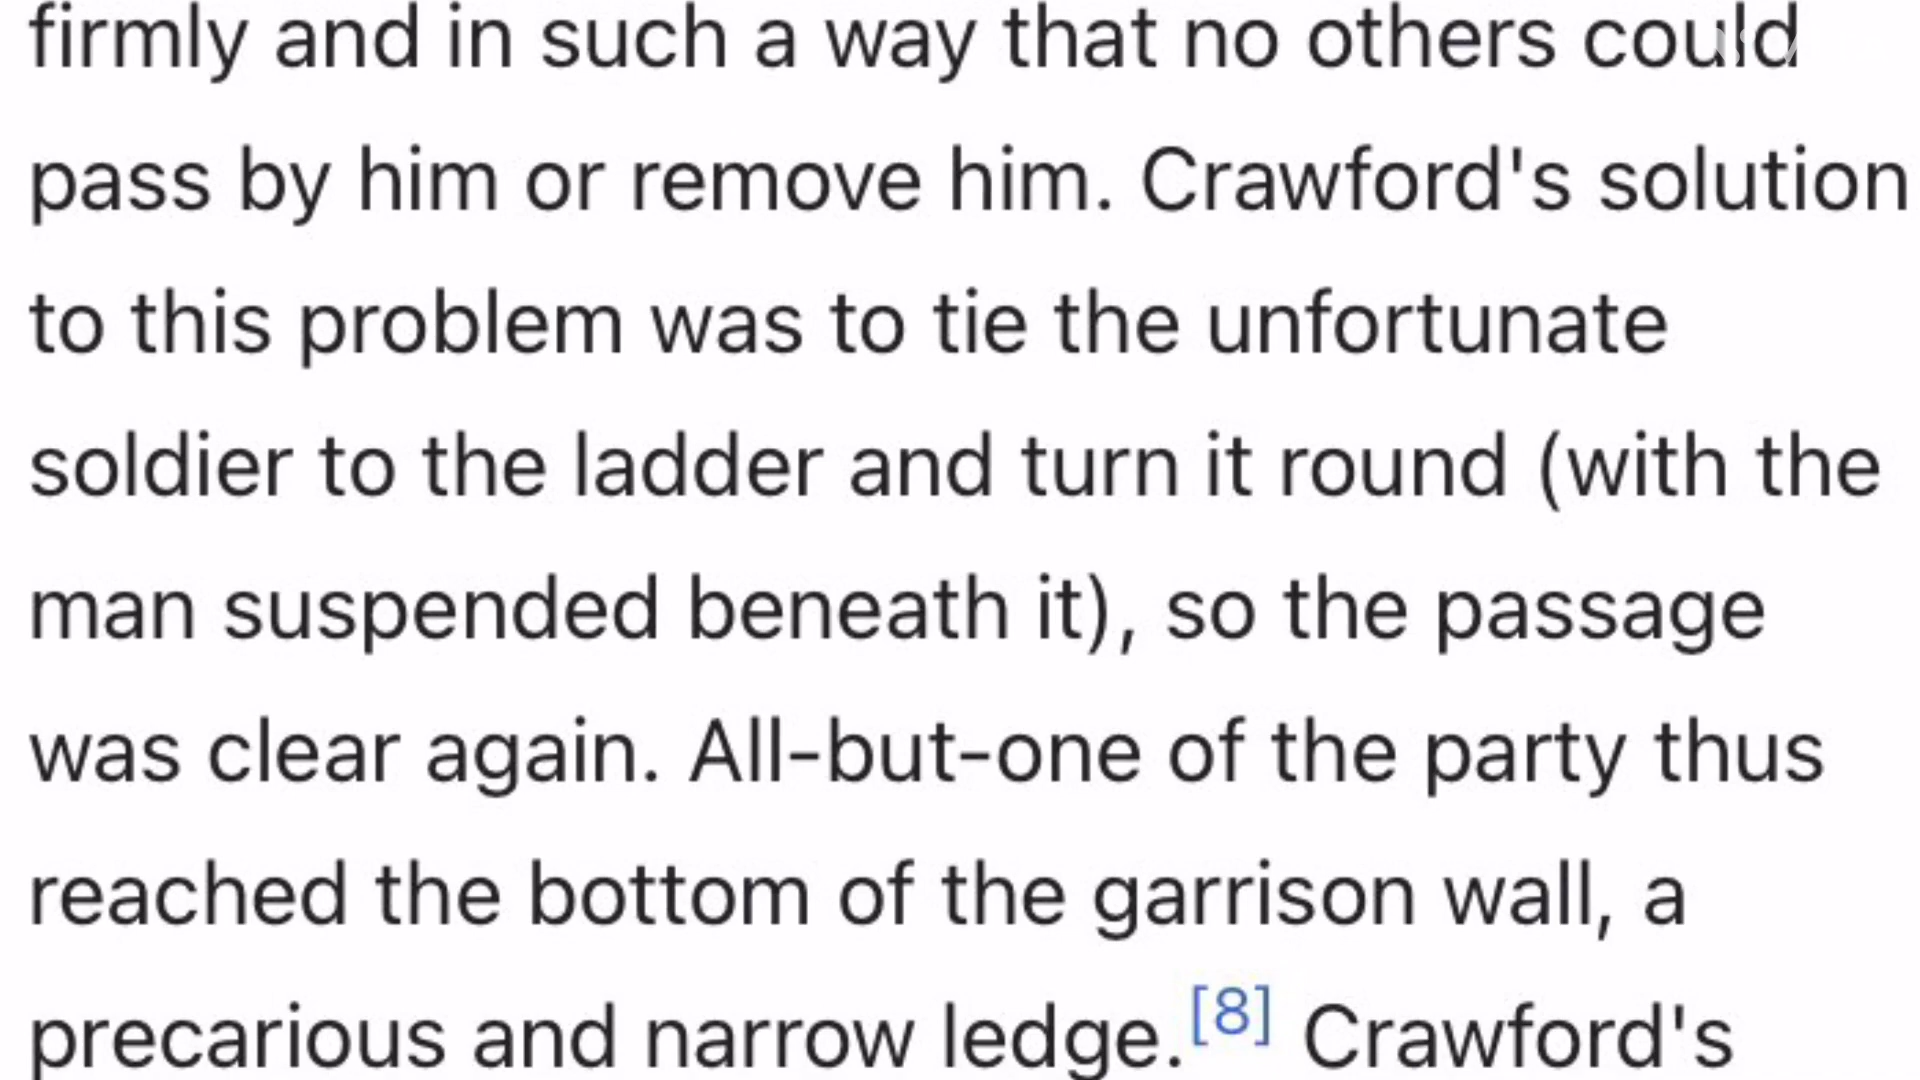 firmly and in such a way that no others could
pass by him or remove him. Crawford's solution
to this problem was to tie the unfortunate
soldier to the ladder and turn it round (with the
man suspended beneath it), so the passage
was clear again. All-but-one of the party thus
reached the bottom of the garrison wall, a
precarious and narrow ledge.[8] Crawford's